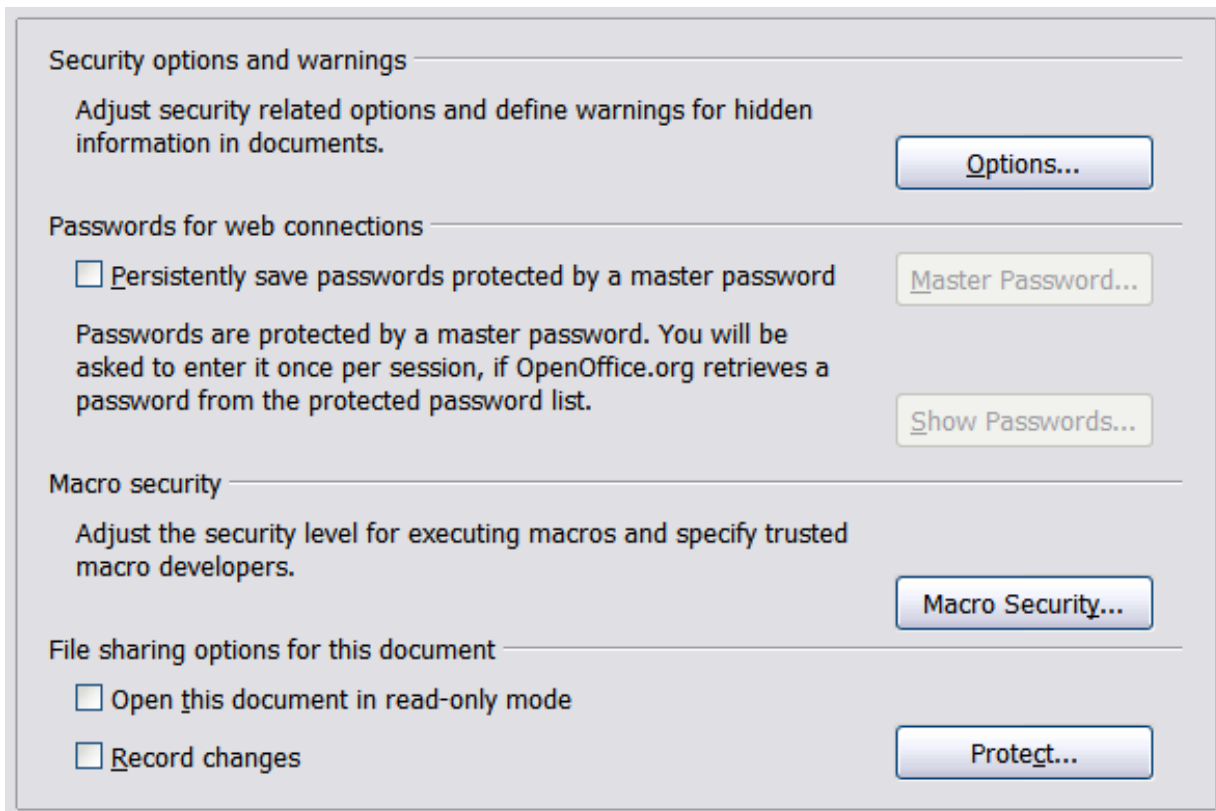 Security options and warnings
Adjust security related options and define warnings for hidden
information in documents.
Options...
Passwords for web connections
Persistently save passwords protected by a master password
Master Password...
Passwords are protected by a master password. You will be
asked to enter it once per session, if OpenOffice.org retrieves a
password from the protected password list.
Show Passwords...
Macro security
Adjust the security level for executing macros and specify trusted
macro developers.
Macro Security...
File sharing options for this document
Open this document in read-only mode
Record changes
Protect...